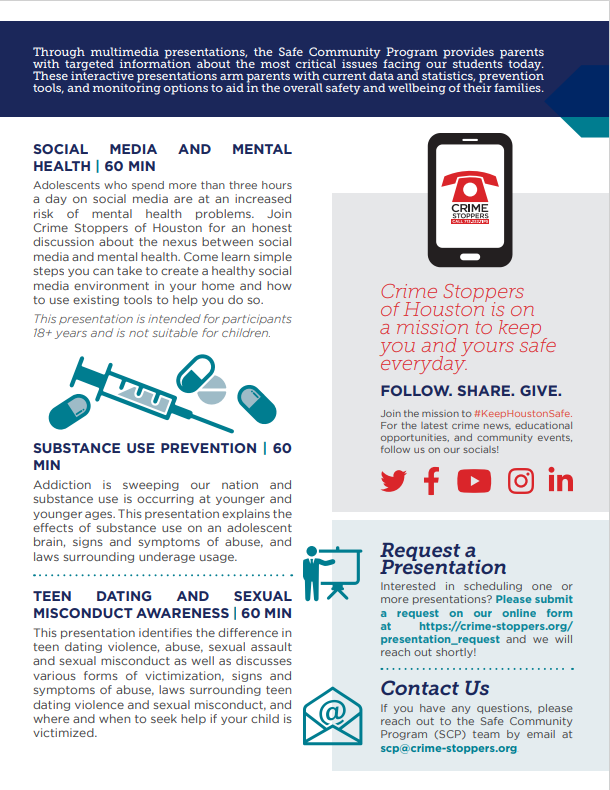 Through multimedia presentations, the Safe Community Program provides parents
with targeted information about the most critical issues facing our students today.
These interactive presentations arm parents with current data and statistics, prevention
tools, and monitoring options to aid in the overall safety and wellbeing of their families.
SOCIAL MEDIA AND MENTAL
HEALTH | 60 MIN
Adolescents who spend more than three hours
a day on social media are at an increased
risk of mental health problems. Join
Crime Stoppers of Houston for an honest
discussion about the nexus between social
media and mental health. Come learn simple
steps you can take to create a healthy social
media environment in your home and how
to use existing tools to help you do so.
This presentation is intended for participants
18+ years and is not suitable for children.
SUBSTANCE USE PREVENTION | 60
MIN
Addiction is sweeping our nation and
substance use is occurring at younger and
younger ages. This presentation explains the
effects of substance use on an adolescent
brain, signs and symptoms of abuse, and
laws surrounding underage usage.
TEEN DATING AND SEXUAL
MISCONDUCT AWARENESS | 60 MIN
This presentation identifies the difference in
teen dating violence, abuse, sexual assault
and sexual misconduct as well as discusses
various forms of victimization, signs and
symptoms of abuse, laws surrounding teen
dating violence and sexual misconduct, and
where and when to seek help if your child is
victimized.
CRIME
STOPPERS
Crime Stoppers
of Houston is on
a mission to keep
you and yours safe
everyday.
FOLLOW. SHARE. GIVE.
Join the mission to #KeepHoustonSafe.
For the latest crime news, educational
opportunities, and community events,
follow us on our socials!
Request a
Presentation
Interested in scheduling one or
more presentations? Please submit
a request on our online form
at https://crime-stoppers.org/
presentation_request and we will
reach out shortly!
Contact Us
If you have any questions, please
reach out to the Safe Community
Program (SCP) team by email at
scp@crime-stoppers.org